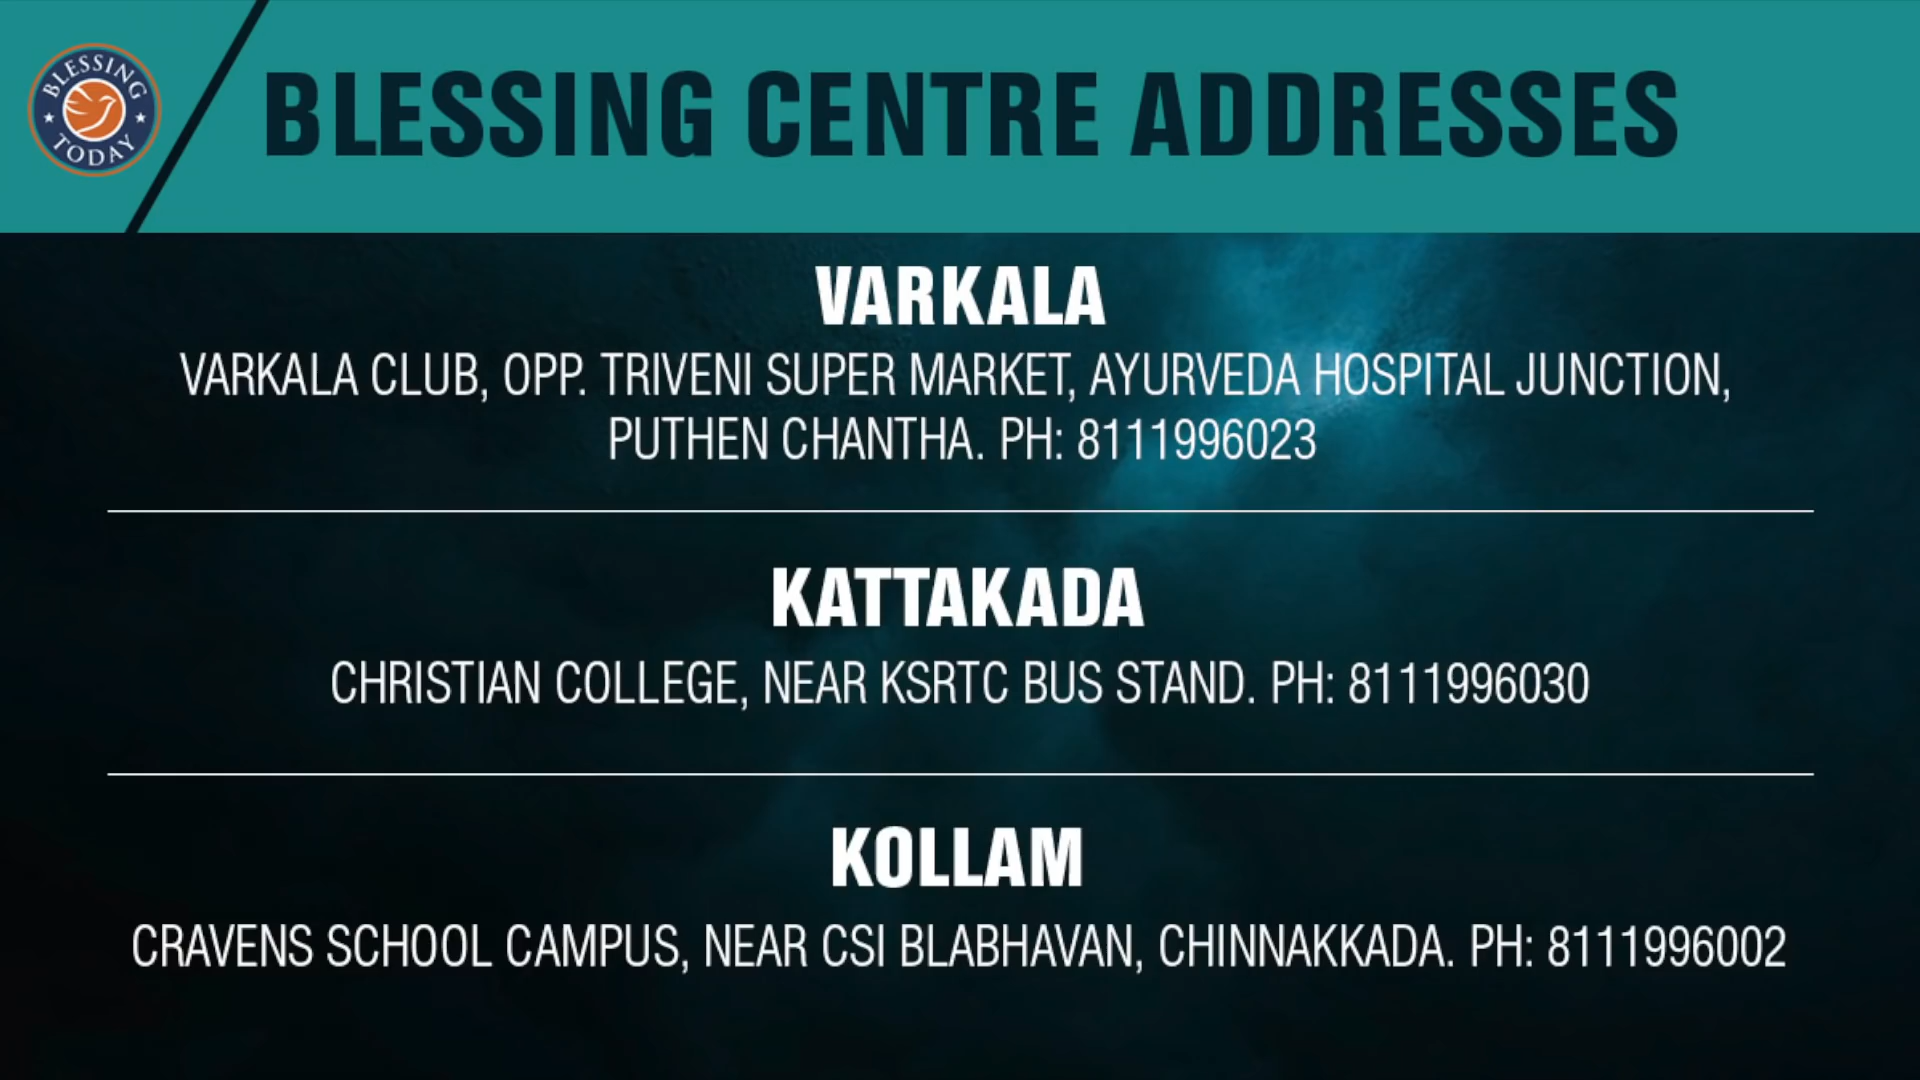 BLESSING
TODAY
BLESSING CENTRE ADDRESSES
VARKALA
VARKALA CLUB, OPP. TRIVENI SUPER MARKET, AYURVEDA HOSPITAL JUNCTION,
PUTHEN CHANTHA. PH: 8111996023
KATTAKADA
CHRISTIAN COLLEGE, NEAR KSRTC BUS STAND. PH: 8111996030
KOLLAM
CRAVENS SCHOOL CAMPUS, NEAR CSI BLABHAVAN, CHINNAKKADA. PH: 8111996002